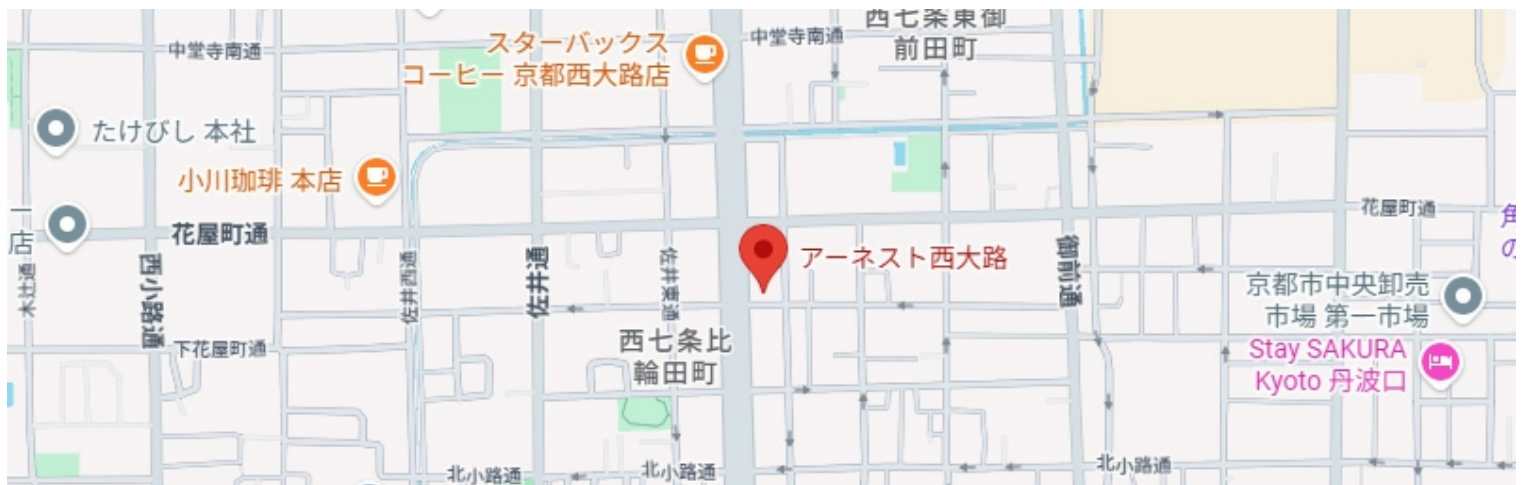 西七条東御
前田町
中堂寺南通
スターバックス
コーヒー 京都西大路店
中堂寺南通
たけびし 本社
小川珈琲 本店
一
店
花屋町通
花屋町通
角
の
木辻通
西小路通
佐井西通
佐井通
佐井東通
アーネスト西大路
御前通
京都市中央卸売
市場 第一市場
下花屋町通
西七条比
輪田町
Stay SAKURA
Kyoto 丹波口
北小路通
北小路通
北小路通